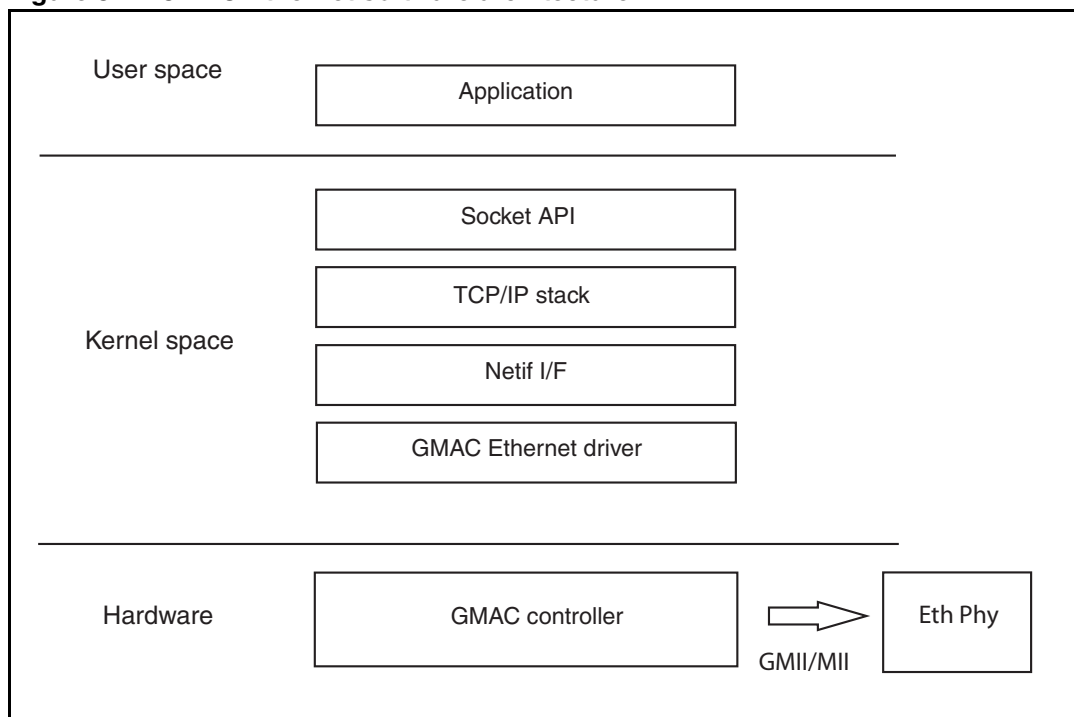 User space
Application
Socket API
TCP/IP stack
Kernel space
Netif I/F
GMAC Ethernet driver
Hardware
GMAC controller
Eth Phy
GMII/MII